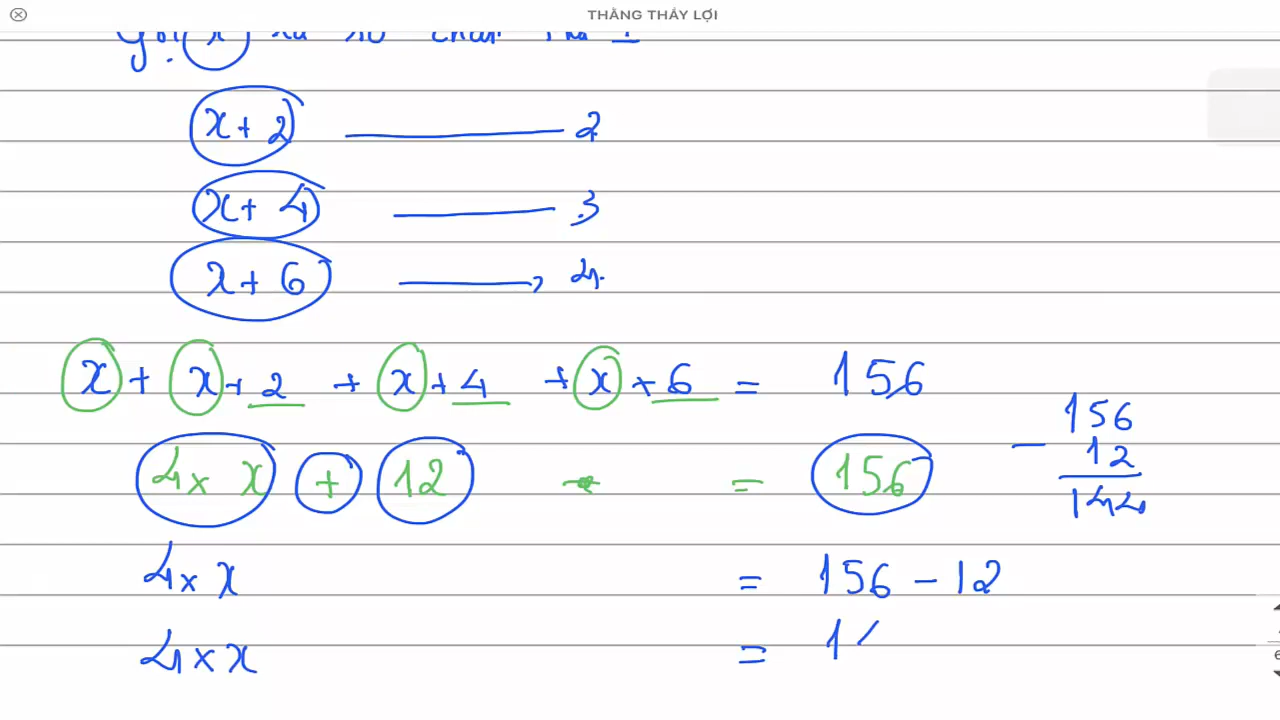 THẰNG THẦY LỢI
x + 2 2
x + 4 3
x + 6 4
x + x + 2 + x + 4 + x + 6 = 156
156
4 × x + 12 = 156
- 12
144
4 × x = 156 - 12
4 × x = 1